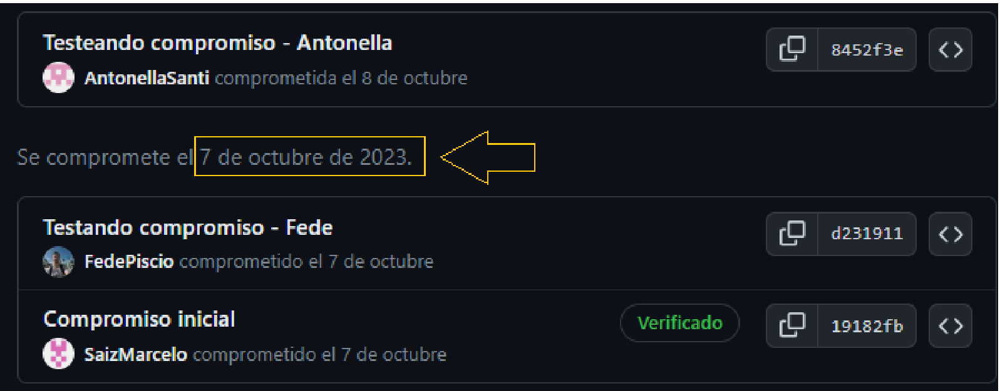 Testeando compromiso - Antonella
8452f3e
AntonellaSanti comprometida el 8 de octubre
Se compromete el 7 de octubre de 2023.
Testando compromiso - Fede
d231911
FedePiscio comprometido el 7 de octubre
Compromiso inicial
Verificado
19182fb
SaizMarcelo comprometido el 7 de octubre